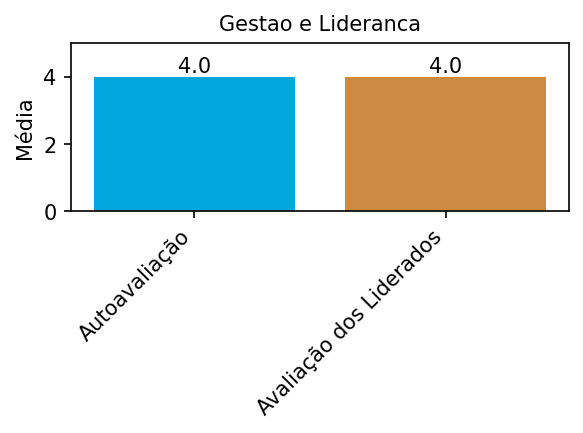 Gestao e Lideranca
4.0
4.0
Média
4
2
0
Autoavaliação
Avaliação dos Liderados